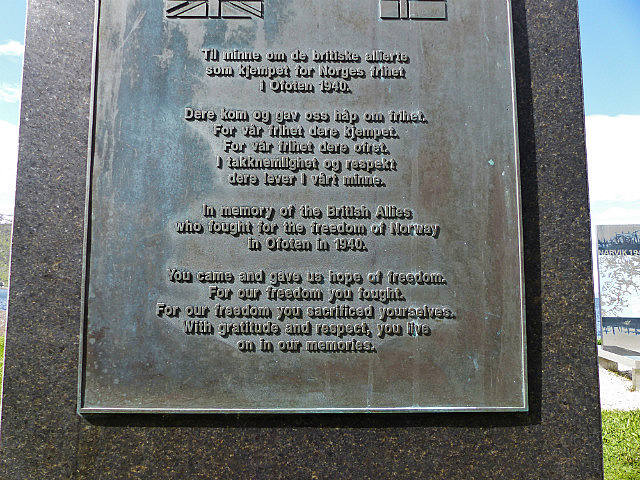 Til minne om de britiske allierte
som kjempet for Norges frihet
i Ofoten 1940.
Dere kom og gav oss håp om frihet.
For vår frihet dere kjempet.
For vår frihet dere ofret.
I takknemlighet og respekt
dere lever i vårt minne.
In memory of the British Allies
who fought for the freedom of Norway
in Ofoten in 1940.
You came and gave us hope of freedom.
For our freedom you fought.
For our freedom you sacrificed yourselves.
With gratitude and respect, you live
on in our memories.